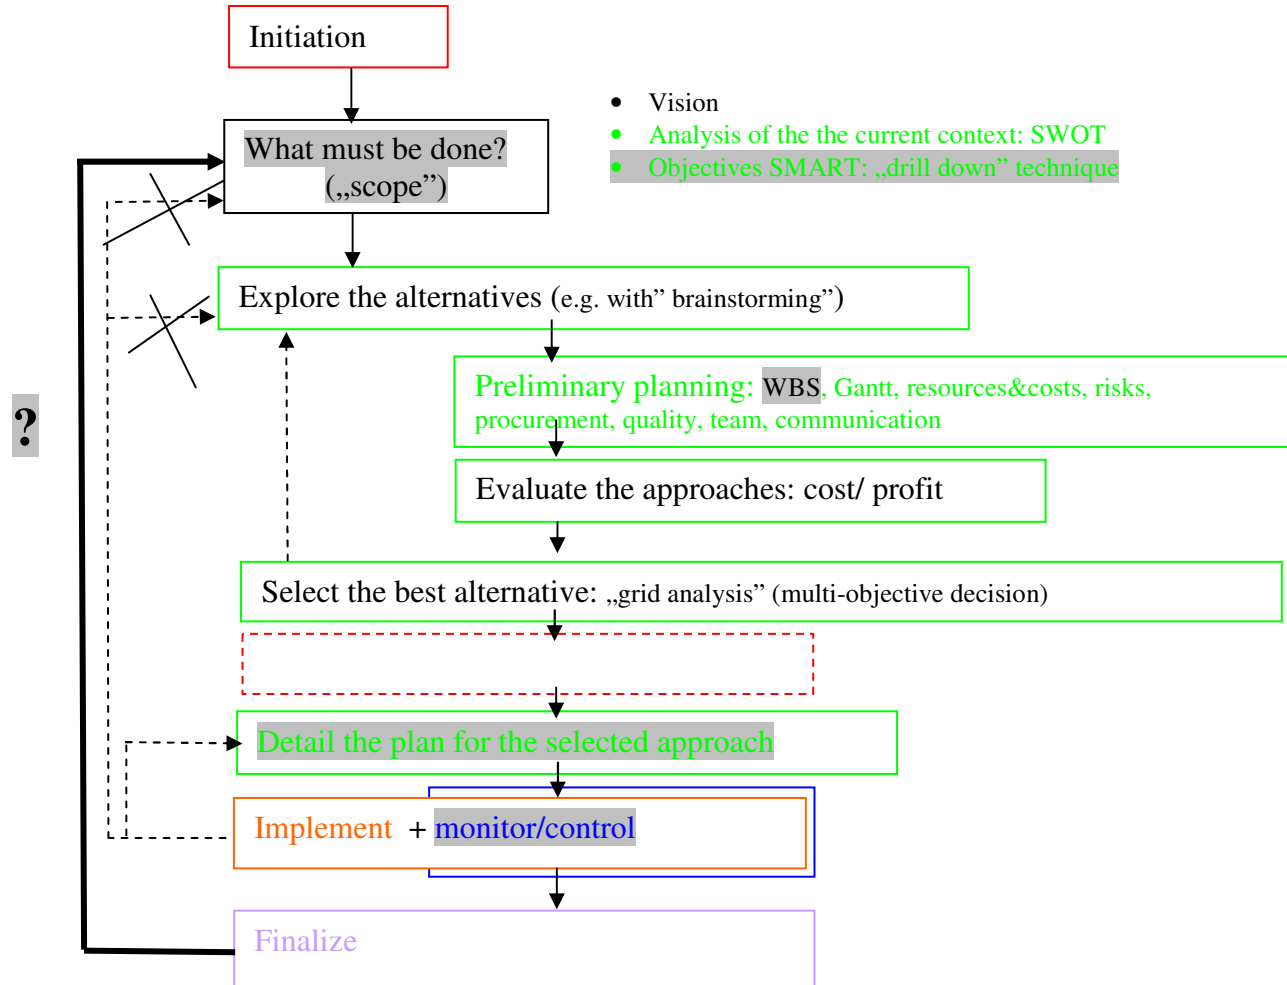 Initiation
• Vision
• Analysis of the the current context: SWOT
• Objectives SMART: „drill down” technique
What must be done?
(„scope”)
Explore the alternatives (e.g. with” brainstorming”)
Preliminary planning: WBS, Gantt, resources&costs, risks,
procurement, quality, team, communication
?
Evaluate the approaches: cost/ profit
Select the best alternative: „grid analysis” (multi-objective decision)
Detail the plan for the selected approach
Implement + monitor/control
Finalize